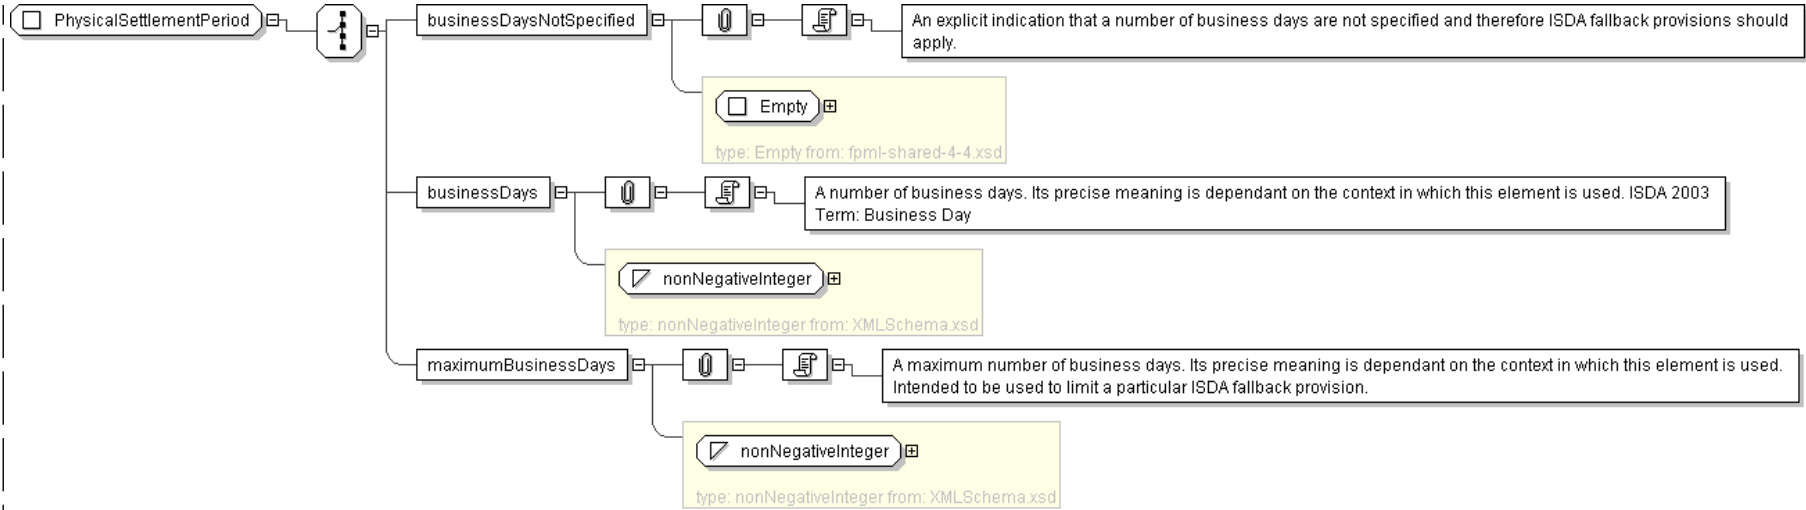 PhysicalSettlementPeriod
businessDaysNotSpecified
An explicit indication that a number of business days are not specified and therefore ISDA fallback provisions should
apply.
Empty
type: Empty from: fpml-shared-4-4.xsd
businessDays
A number of business days. Its precise meaning is dependant on the context in which this element is used. ISDA 2003
Term: Business Day
nonNegativeInteger
type: nonNegativeInteger from: XMLSchema.xsd
maximumBusinessDays
A maximum number of business days. Its precise meaning is dependant on the context in which this element is used.
Intended to be used to limit a particular ISDA fallback provision.
nonNegativeInteger
type: nonNegativeInteger from: XMLSchema.xsd